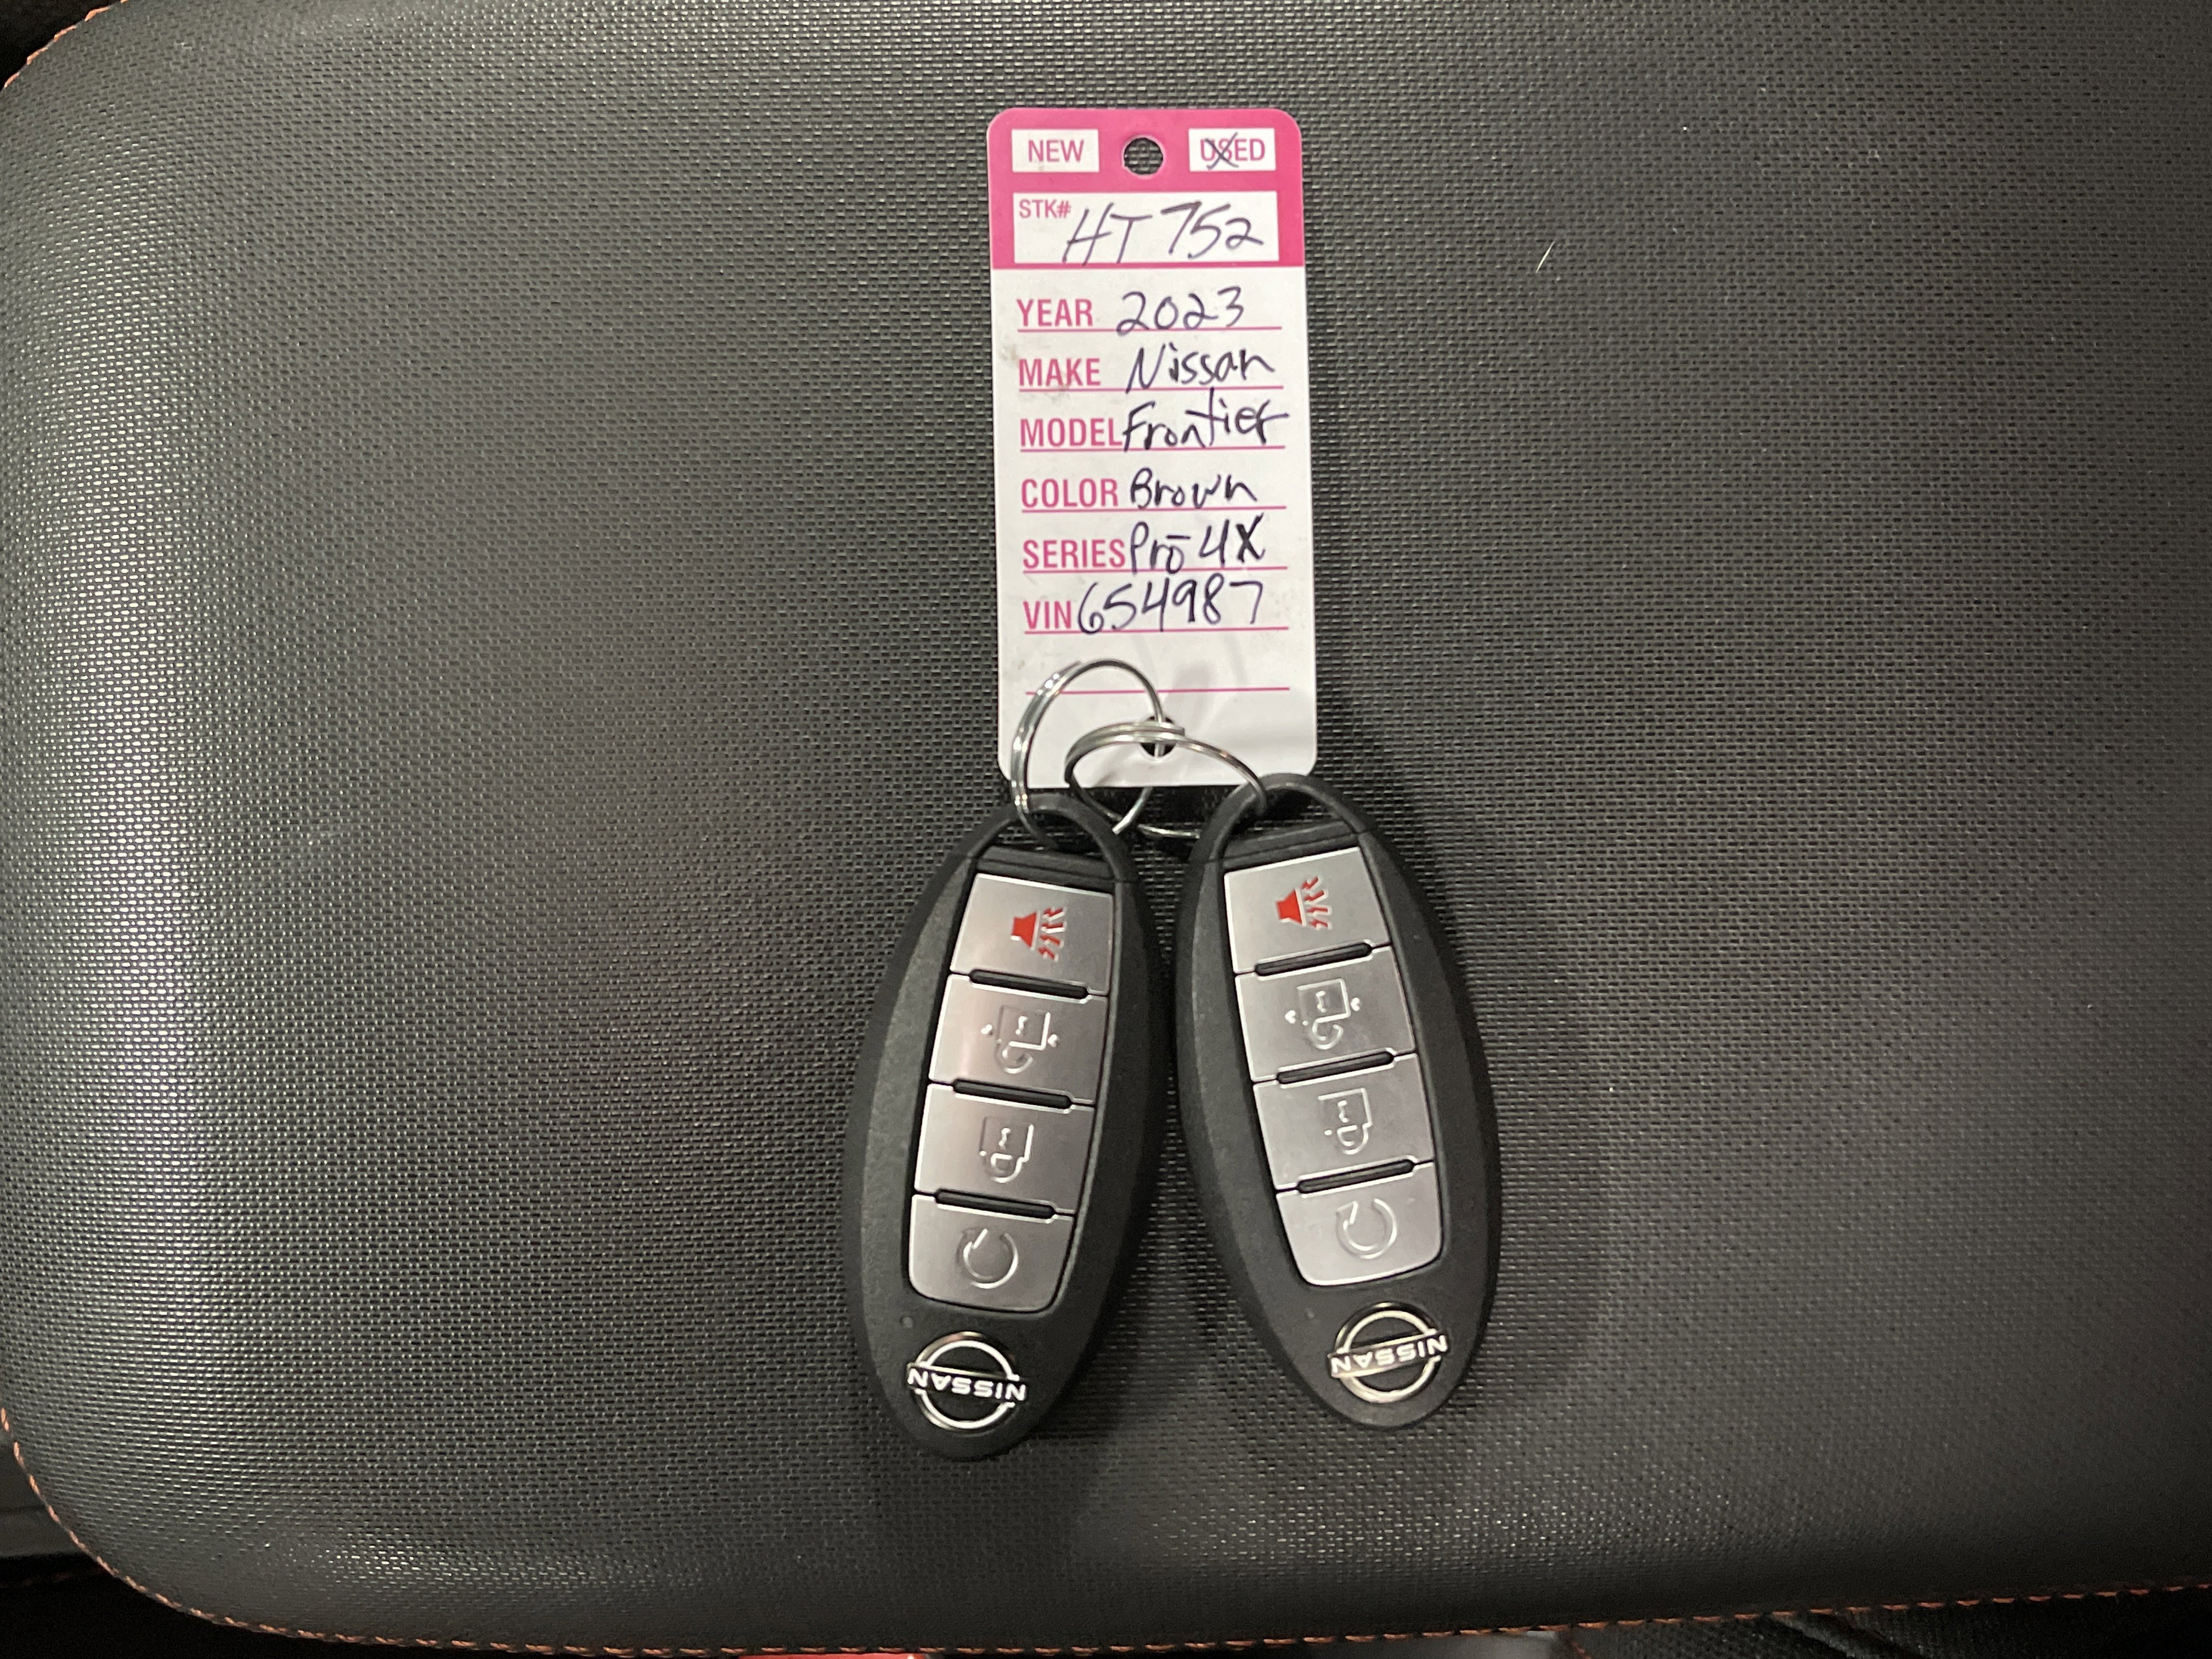 NEW USED
STK# HT752
YEAR 2023
MAKE Nissan
MODEL Frontier
COLOR Brown
SERIES Pro-4X
VIN 654987
NISSAN
NISSAN